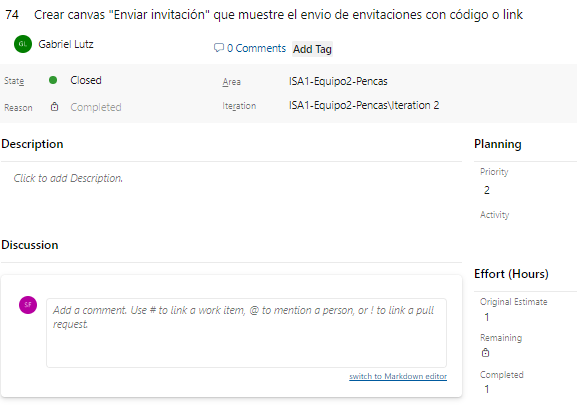 74 Crear canvas "Enviar invitación" que muestre el envio de envitaciones con código o link
GL Gabriel Lutz
0 Comments Add Tag
State Closed
Area ISA1-Equipo2-Pencas
Reason Completed
Iteration ISA1-Equipo2-Pencas\Iteration 2
Description
Click to add Description.
Planning
Priority
2
Activity
Discussion
SF
Add a comment. Use # to link a work item, @ to mention a person, or ! to link a pull
request.
switch to Markdown editor
Effort (Hours)
Original Estimate
1
Remaining
Completed
1